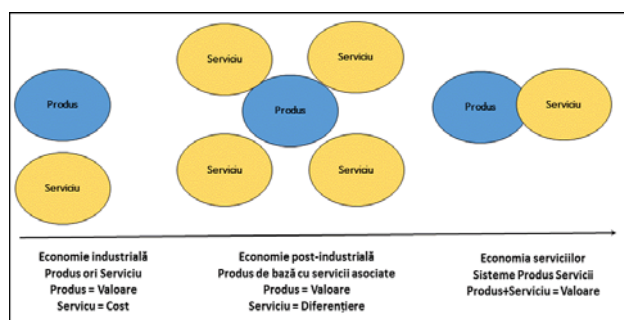 Produs
Serviciu
Serviciu
Serviciu
Produs
Serviciu
Serviciu
Produs
Serviciu
Economie industrială
Produs ori Serviciu
Produs = Valoare
Servicu = Cost
Economie post-industrială
Produs de bază cu servicii asociate
Produs = Valoare
Serviciu = Diferențiere
Economia serviciilor
Sisteme Produs Servicii
Produs+Serviciu = Valoare